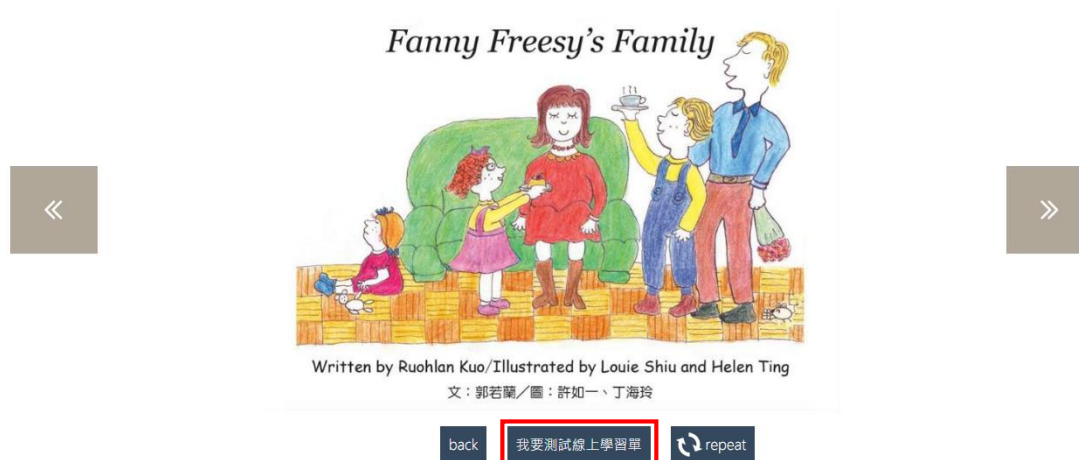 Fanny Freesy's Family
Written by Ruohlan Kuo/Illustrated by Louie Shiu and Helen Ting
文：郭若蘭／圖：許如一、丁海玲
back
我要測試線上學習單
repeat